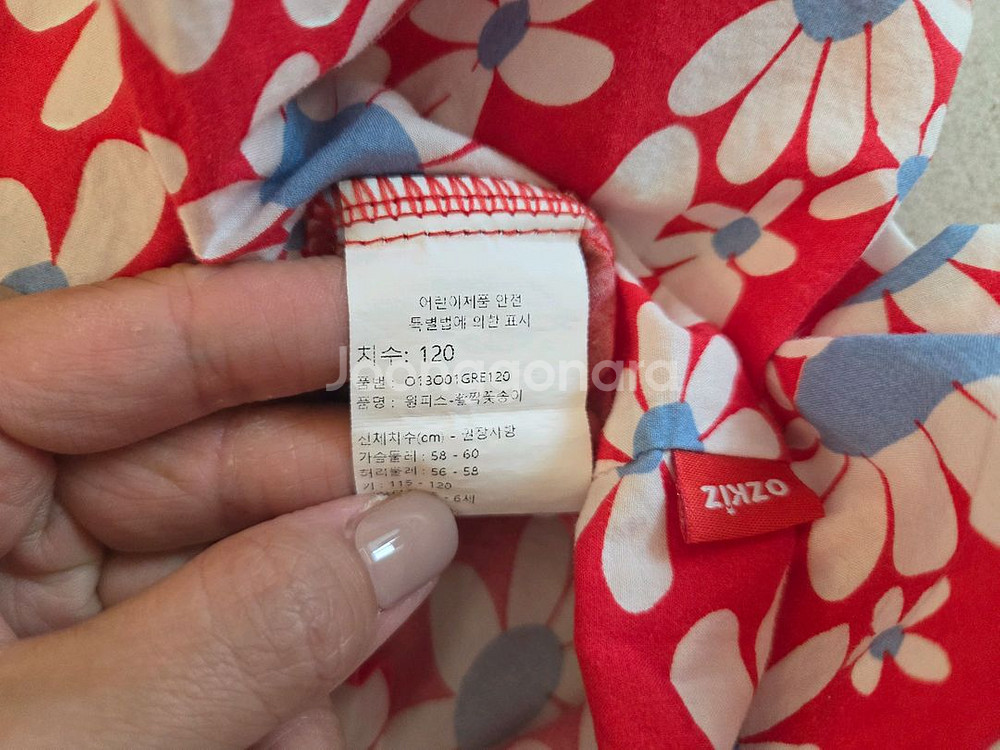 어린이제품 안전
특별법에 의한 표시
치수: 120
품번 : O13O01GRE120
품명 : 원피스-활짝꽃송이
신체치수(cm) - 권장사항
가슴둘레 : 58 - 60
허리둘레 : 56 - 58
키 : 115 - 120
- 6세
OZKIZ
Joonggonara